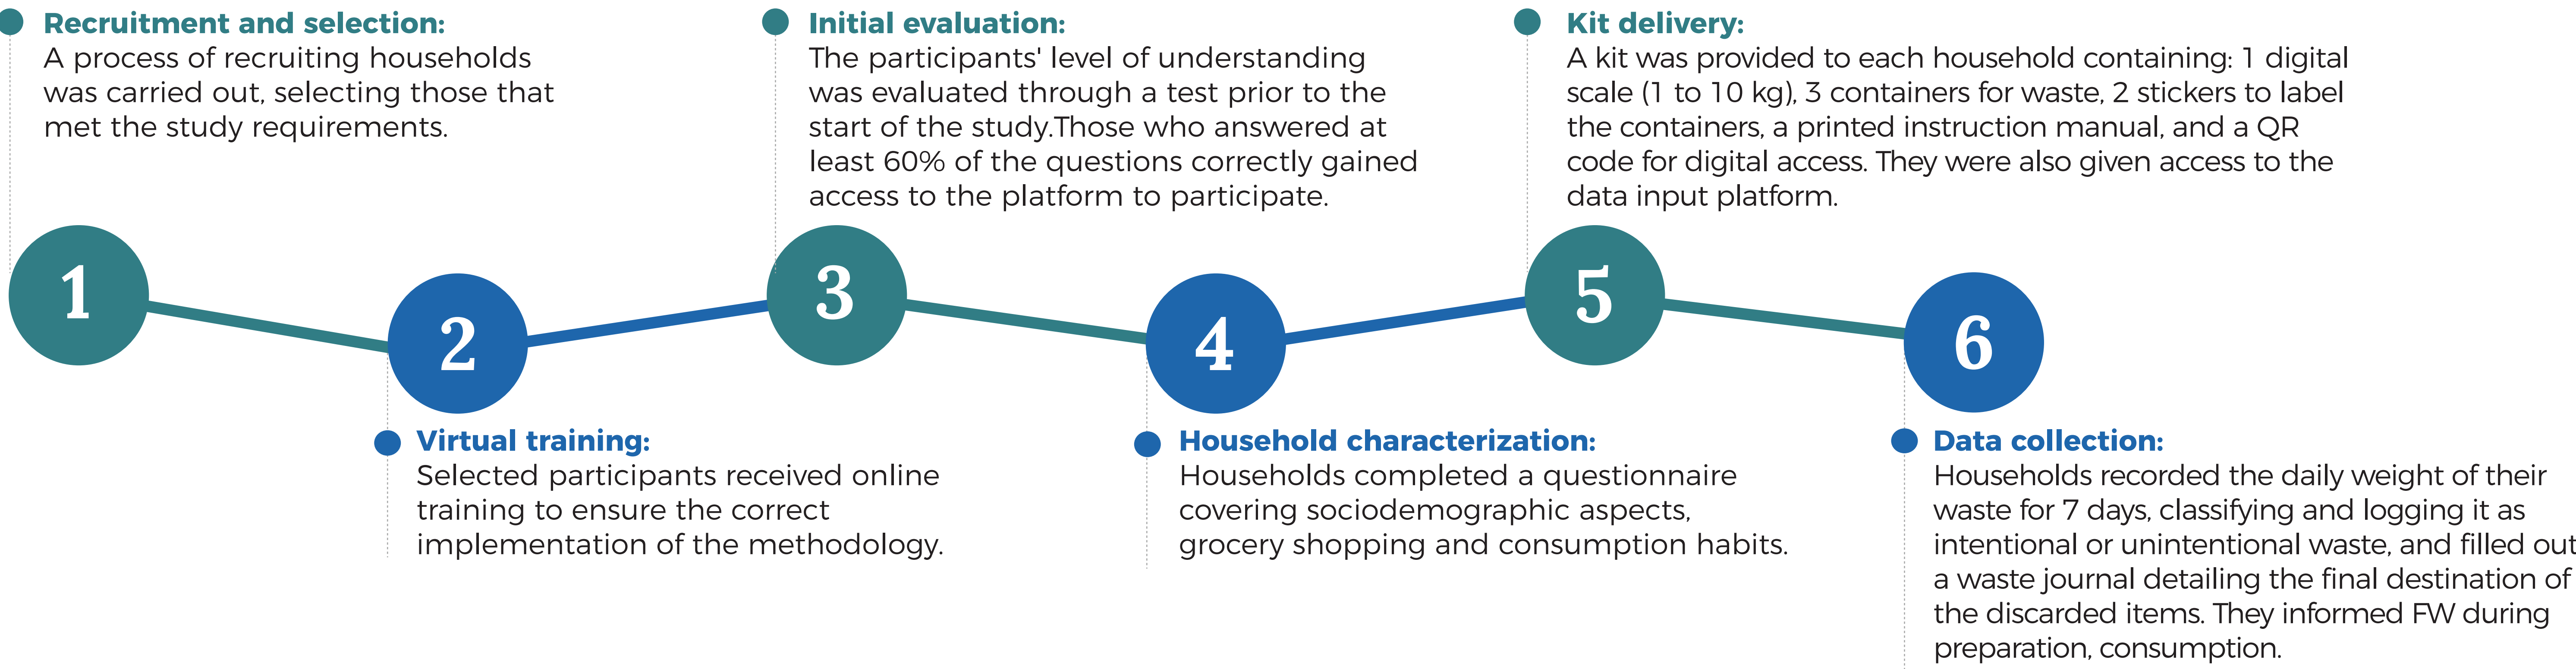 Recruitment and selection:
A process of recruiting households
was carried out, selecting those that
met the study requirements.
Initial evaluation:
The participants' level of understanding
was evaluated through a test prior to the
start of the study.Those who answered at
least 60% of the questions correctly gained
access to the platform to participate.
Kit delivery:
A kit was provided to each household containing: 1 digital
scale (1 to 10 kg), 3 containers for waste, 2 stickers to label
the containers, a printed instruction manual, and a QR
code for digital access. They were also given access to the
data input platform.
1
2
3
4
5
6
Virtual training:
Selected participants received online
training to ensure the correct
implementation of the methodology.
Household characterization:
Households completed a questionnaire
covering sociodemographic aspects,
grocery shopping and consumption habits.
Data collection:
Households recorded the daily weight of their
waste for 7 days, classifying and logging it as
intentional or unintentional waste, and filled out
a waste journal detailing the final destination of
the discarded items. They informed FW during
preparation, consumption.